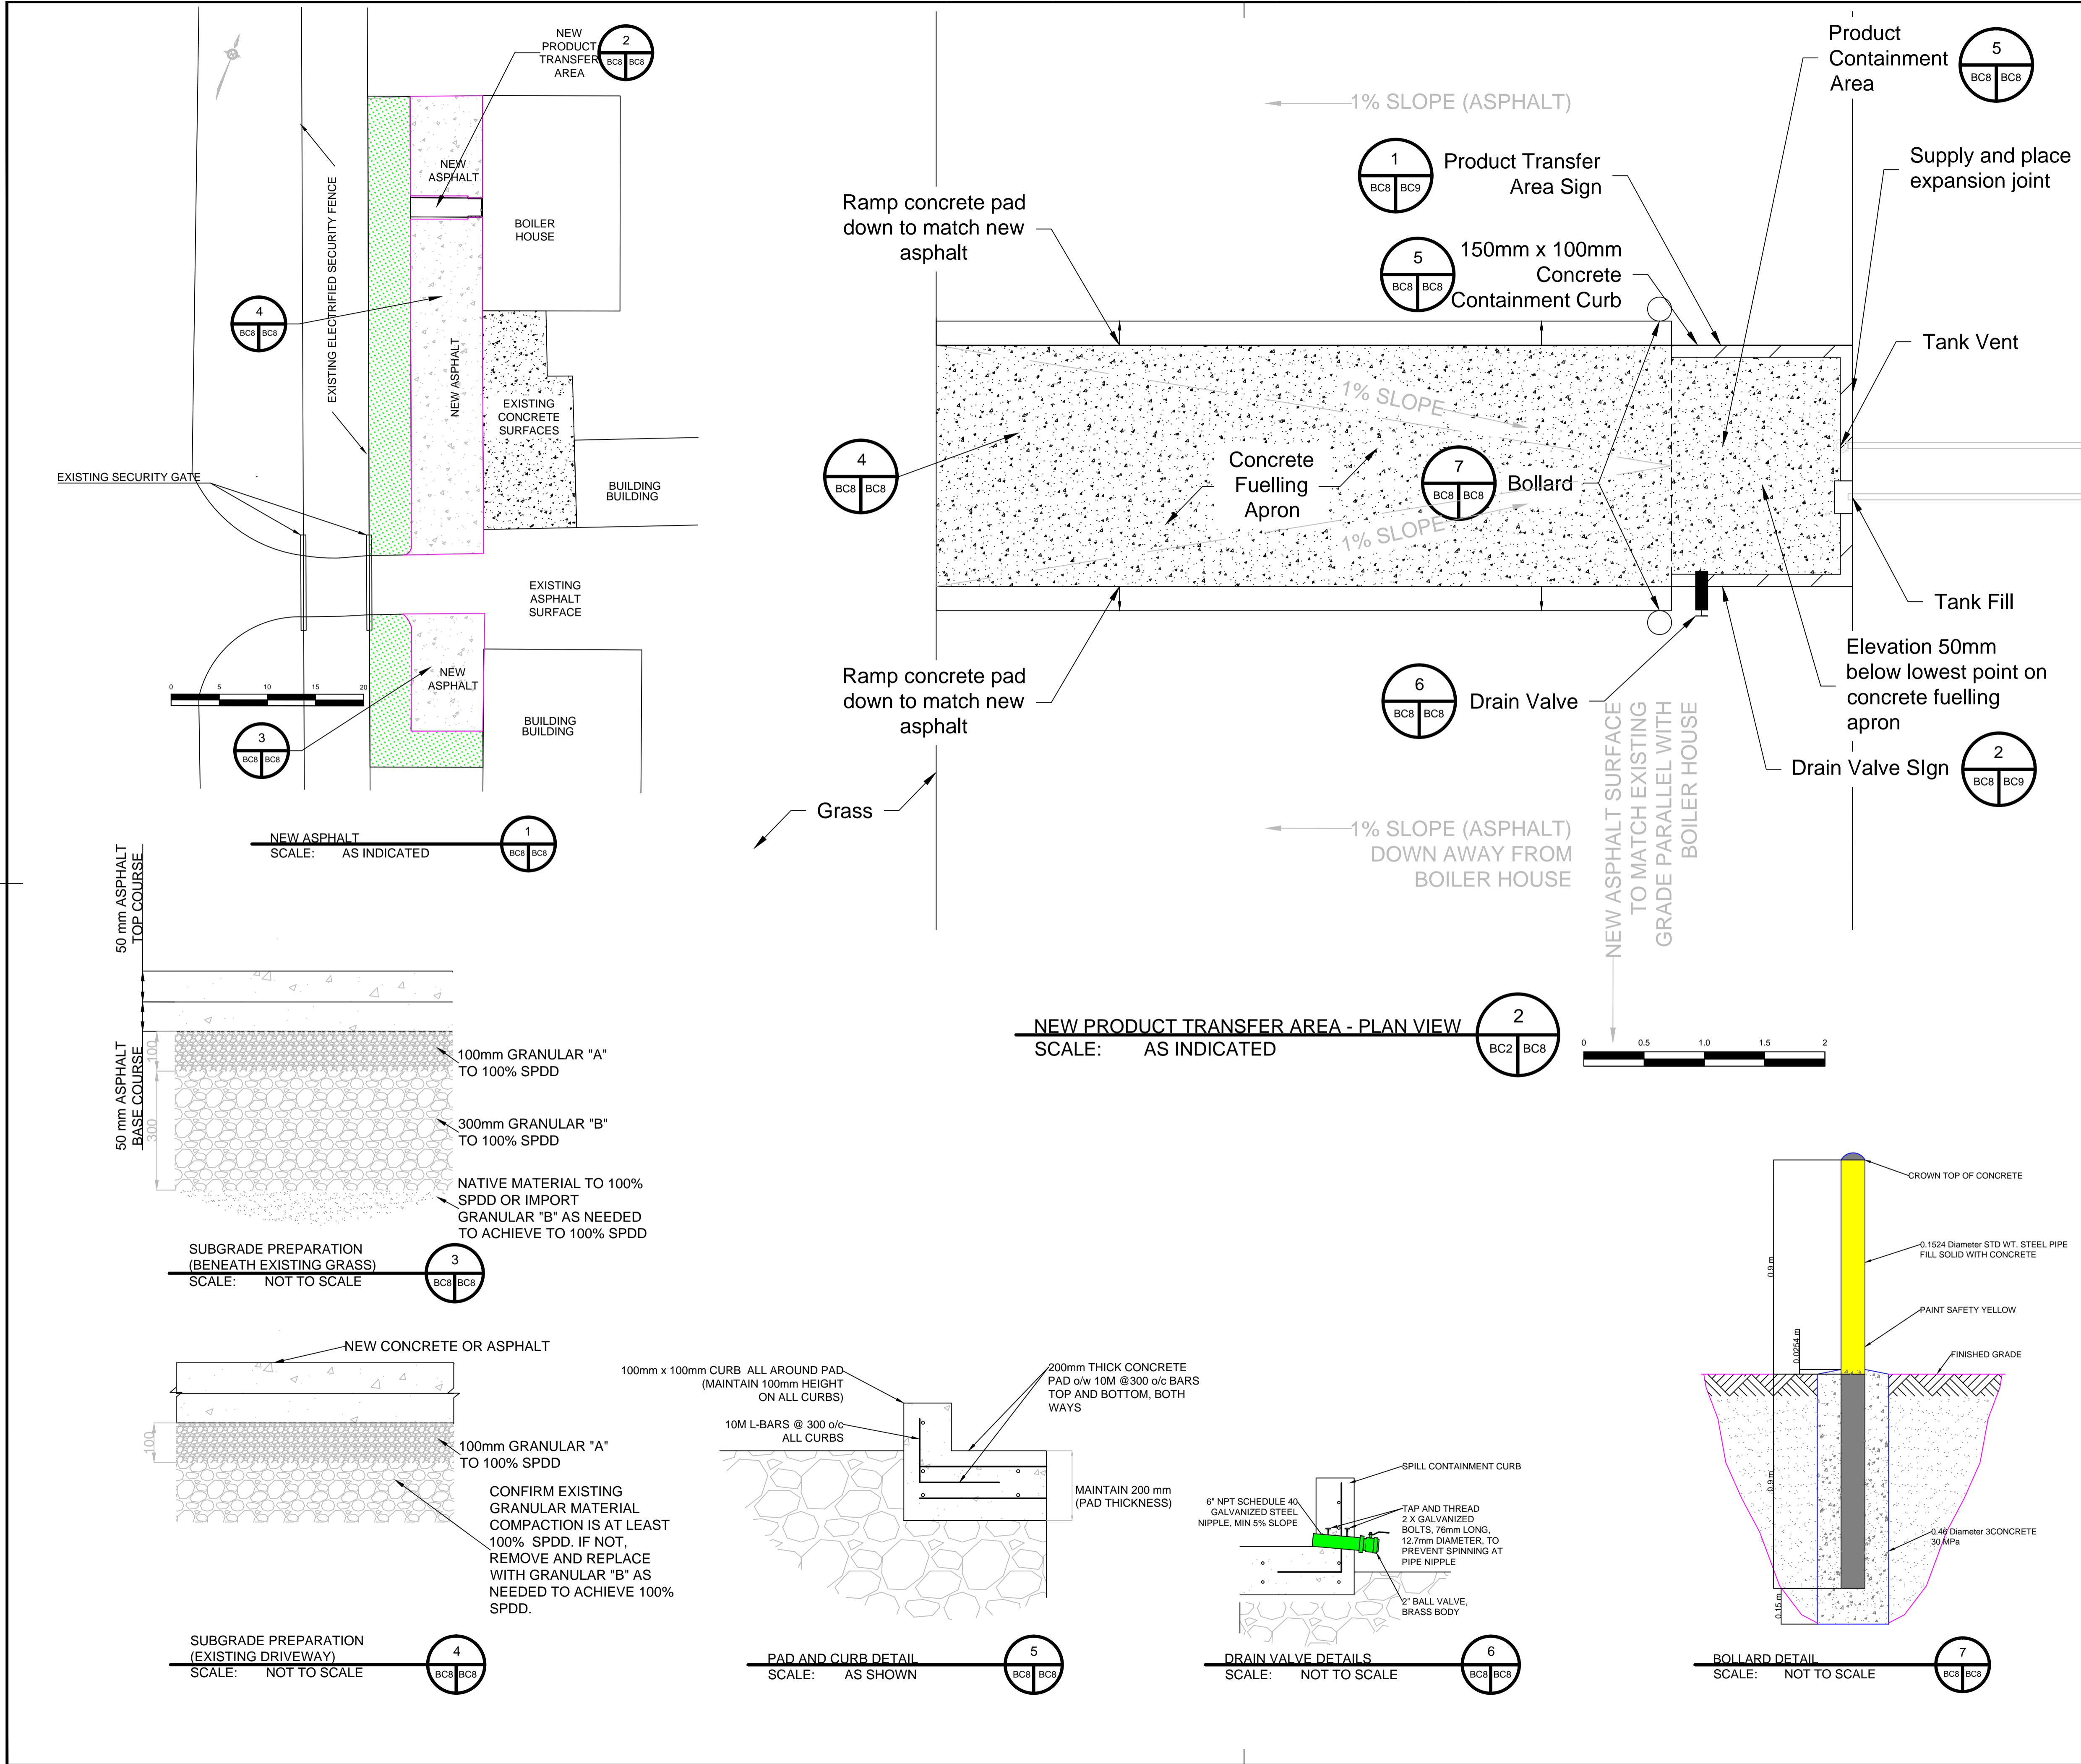 NEW
PRODUCT
TRANSFER
AREA
2
BC8 BC8
NEW
ASPHALT
BOILER
HOUSE
EXISTING ELECTRIFIED SECURITY FENCE
4
BC8 BC8
NEW ASPHALT
EXISTING
CONCRETE
SURFACES
EXISTING SECURITY GATE
BUILDING
BUILDING
EXISTING
ASPHALT
SURFACE
0 5 10 15 20
NEW
ASPHALT
3
BC8 BC8
BUILDING
BUILDING
NEW ASPHALT
SCALE: AS INDICATED
1
BC8 BC8
1% SLOPE (ASPHALT)
Product
Containment
Area
5
BC8 BC8
1
BC8 BC9
Product Transfer
Area Sign
Supply and place
expansion joint
Ramp concrete pad
down to match new
asphalt
5
BC8 BC8
150mm x 100mm
Concrete
Containment Curb
Tank Vent
1% SLOPE
4
BC8 BC8
Concrete
Fuelling
Apron
7
BC8 BC8
Bollard
1% SLOPE
Tank Fill
Ramp concrete pad
down to match new
asphalt
6
BC8 BC8
Drain Valve
Elevation 50mm
below lowest point on
concrete fuelling
apron
Drain Valve SIgn
2
BC8 BC9
Grass
1% SLOPE (ASPHALT)
DOWN AWAY FROM
BOILER HOUSE
NEW ASPHALT SURFACE
TO MATCH EXISTING
GRADE PARALLEL WITH
BOILER HOUSE
NEW PRODUCT TRANSFER AREA - PLAN VIEW
SCALE: AS INDICATED
2
BC2 BC8
0 0.5 1.0 1.5 2
50 mm ASPHALT
TOP COURSE
50 mm ASPHALT
BASE COURSE
100
300
100mm GRANULAR "A"
TO 100% SPDD
300mm GRANULAR "B"
TO 100% SPDD
NATIVE MATERIAL TO 100%
SPDD OR IMPORT
GRANULAR "B" AS NEEDED
TO ACHIEVE TO 100% SPDD
SUBGRADE PREPARATION
(BENEATH EXISTING GRASS)
SCALE: NOT TO SCALE
3
BC8 BC8
NEW CONCRETE OR ASPHALT
100
100mm GRANULAR "A"
TO 100% SPDD
CONFIRM EXISTING
GRANULAR MATERIAL
COMPACTION IS AT LEAST
100% SPDD. IF NOT,
REMOVE AND REPLACE
WITH GRANULAR "B" AS
NEEDED TO ACHIEVE 100%
SPDD.
SUBGRADE PREPARATION
(EXISTING DRIVEWAY)
SCALE: NOT TO SCALE
4
BC8 BC8
100mm x 100mm CURB ALL AROUND PAD
(MAINTAIN 100mm HEIGHT
ON ALL CURBS)
10M L-BARS @ 300 o/c
ALL CURBS
200mm THICK CONCRETE
PAD o/w 10M @300 o/c BARS
TOP AND BOTTOM, BOTH
WAYS
MAINTAIN 200 mm
(PAD THICKNESS)
PAD AND CURB DETAIL
SCALE: AS SHOWN
5
BC8 BC8
SPILL CONTAINMENT CURB
6" NPT SCHEDULE 40
GALVANIZED STEEL
NIPPLE, MIN 5% SLOPE
TAP AND THREAD
2 X GALVANIZED
BOLTS, 76mm LONG,
12.7mm DIAMETER, TO
PREVENT SPINNING AT
PIPE NIPPLE
2" BALL VALVE,
BRASS BODY
DRAIN VALVE DETAILS
SCALE: NOT TO SCALE
6
BC8 BC8
CROWN TOP OF CONCRETE
0.1524 Diameter STD WT. STEEL PIPE
FILL SOLID WITH CONCRETE
0.9 m
PAINT SAFETY YELLOW
0.0254 m
FINISHED GRADE
0.9 m
0.46 Diameter 3CONCRETE
30 MPa
0.15 m
BOLLARD DETAIL
SCALE: NOT TO SCALE
7
BC8 BC8